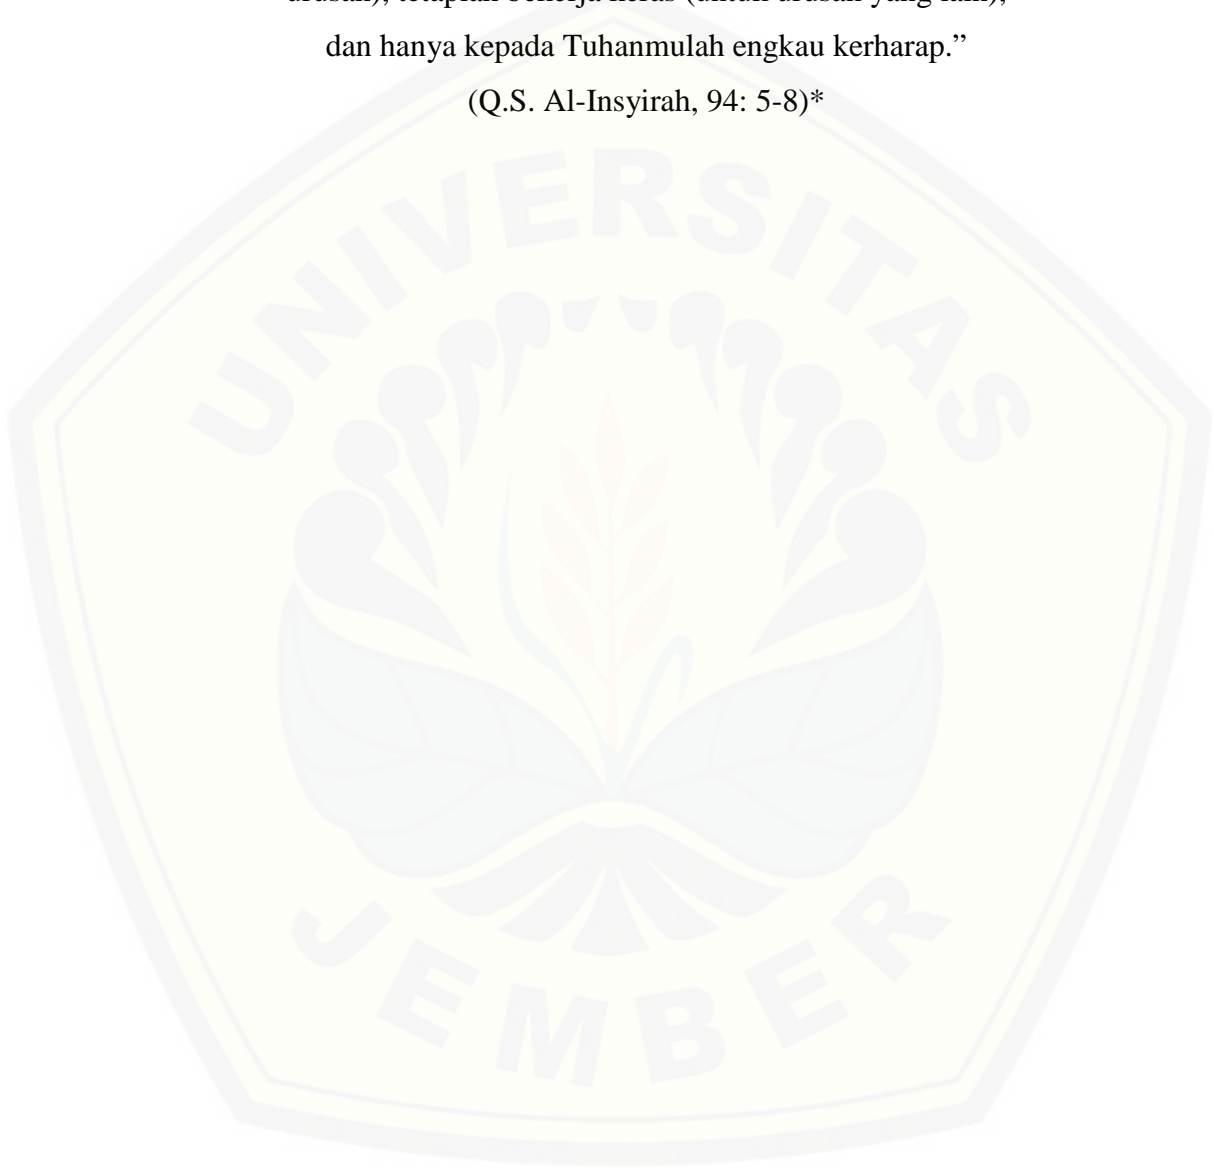 dan hanya kepada Tuhanmulah engkau kerharap.”
(Q.S. Al-Insyirah, 94: 5-8)*
UNIVERSITAS
JEMBER